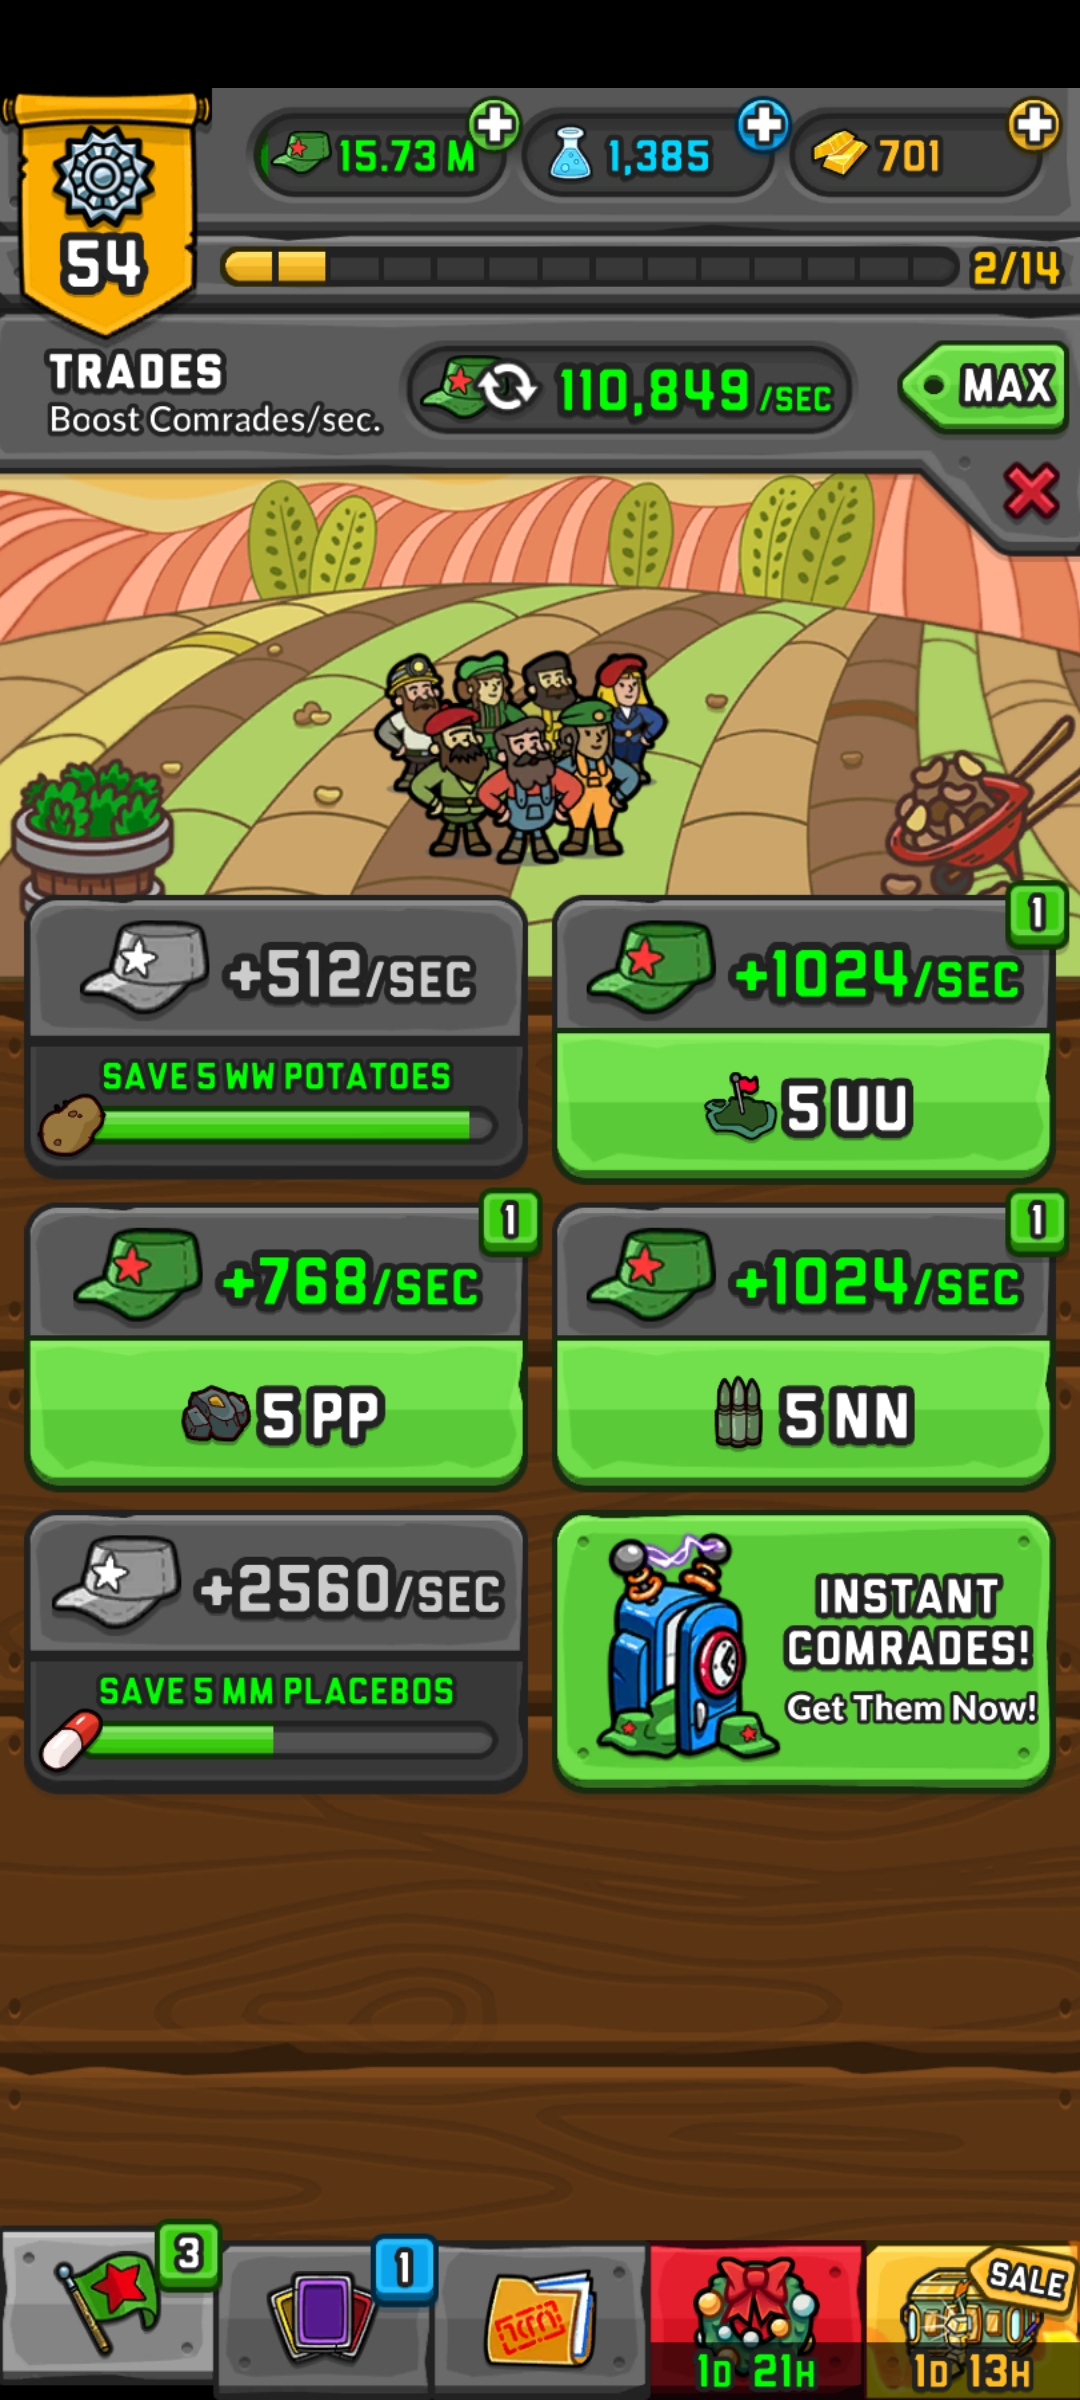 15.73 M
1,385
701
54
2/14
TRADES
Boost Comrades/sec.
110,849/SEC
MAX
+512/SEC
SAVE 5 WW POTATOES
1
+1024/SEC
5 UU
1
+768/SEC
5 PP
1
+1024/SEC
5 NN
+2560/SEC
SAVE 5 MM PLACEBOS
INSTANT
COMRADES!
Get Them Now!
3
1
SALE
1D 21H
1D 13H